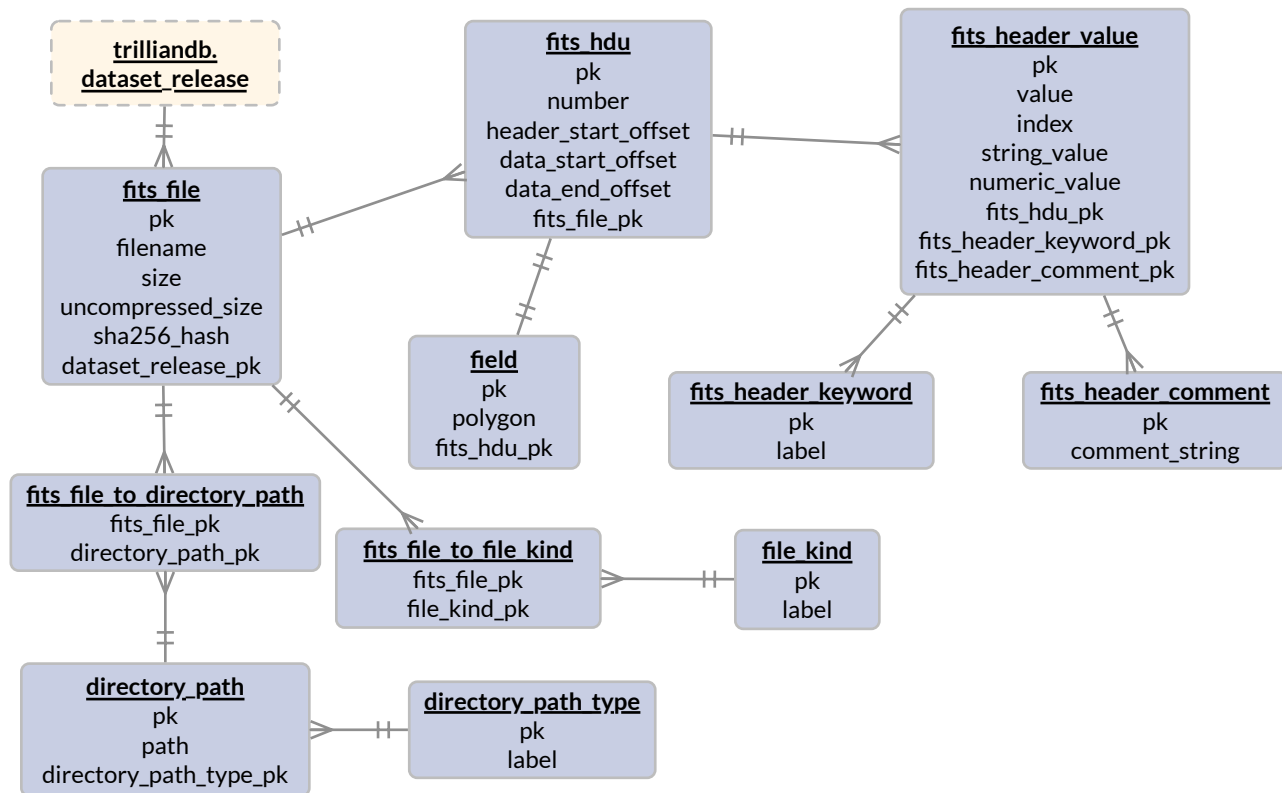 trilliandb.
dataset_release
fits_hdu
pk
number
header_start_offset
data_start_offset
data_end_offset
fits_file_pk
fits_header_value
pk
value
index
string_value
numeric_value
fits_hdu_pk
fits_header_keyword_pk
fits_header_comment_pk
fits_file
pk
filename
size
uncompressed_size
sha256_hash
dataset_release_pk
field
pk
polygon
fits_hdu_pk
fits_header_keyword
pk
label
fits_header_comment
pk
comment_string
fits_file_to_directory_path
fits_file_pk
directory_path_pk
fits_file_to_file_kind
fits_file_pk
file_kind_pk
file_kind
pk
label
directory_path
pk
path
directory_path_type_pk
directory_path_type
pk
label